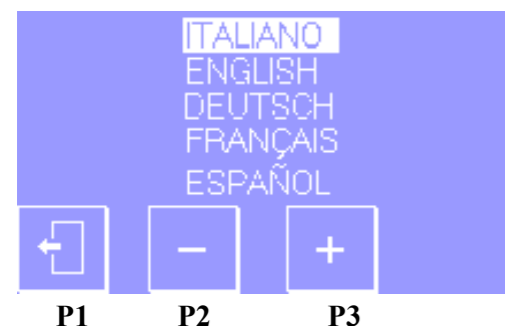 ITALIANO
ENGLISH
DEUTSCH
FRANÇAIS
ESPAÑOL
− +
P1 P2 P3